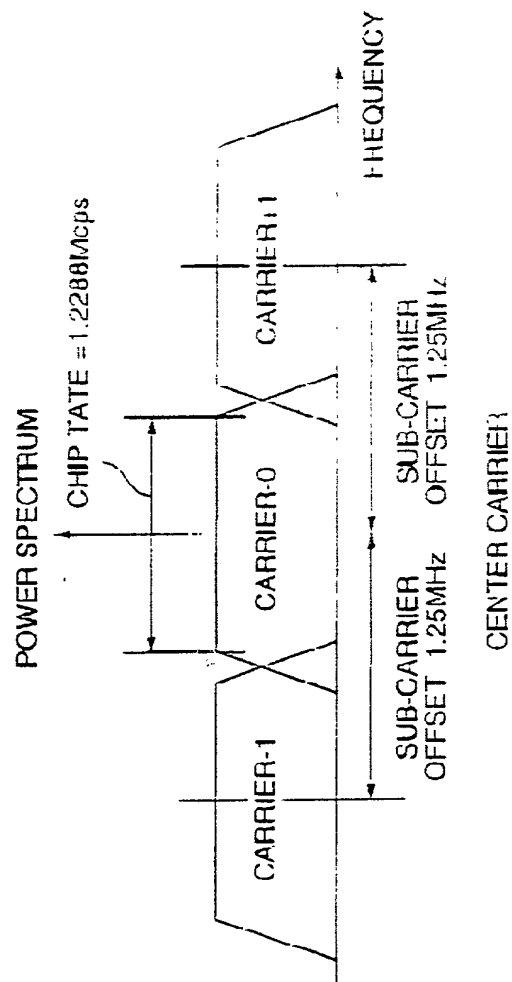 POWER SPECTRUM
CHIP TATE = 1.2288Mcps
CARRIER-1
CARRIER-0
CARRIER+1
FREQUENCY
SUB-CARRIER
OFFSET 1.25MHz
SUB-CARRIER
OFFSET 1.25MHz
CENTER CARRIER